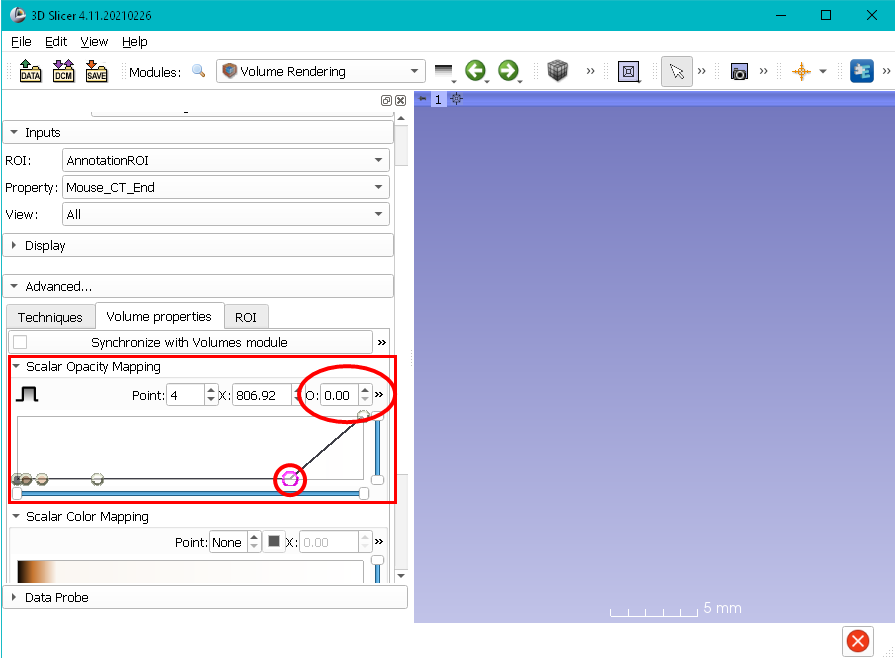 3D Slicer 4.11.20210226
File Edit View Help
DATA DCM SAVE Modules: Volume Rendering » » » »
1
Inputs
ROI: AnnotationROI
Property: Mouse_CT_End
View: All
Display
Advanced...
Techniques Volume properties ROI
Synchronize with Volumes module »
Scalar Opacity Mapping
Point: 4 X: 806.92 O: 0.00 »
Scalar Color Mapping
Point: None X: 0.00 »
Data Probe
5 mm